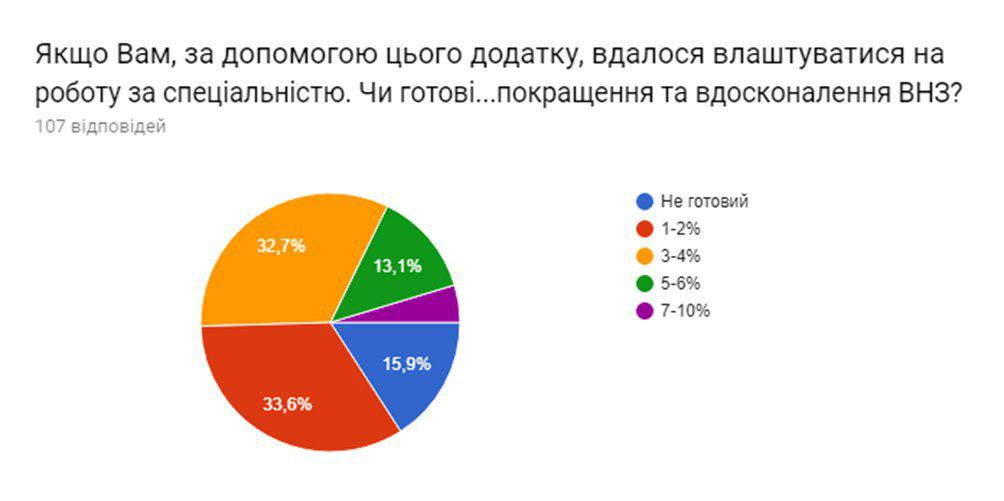 Якщо Вам, за допомогою цього додатку, вдалося влаштуватися на
роботу за спеціальністю. Чи готові...покращення та вдосконалення ВНЗ?
107 відповідей
32,7%
13,1%
15,9%
33,6%
Не готовий
1-2%
3-4%
5-6%
7-10%